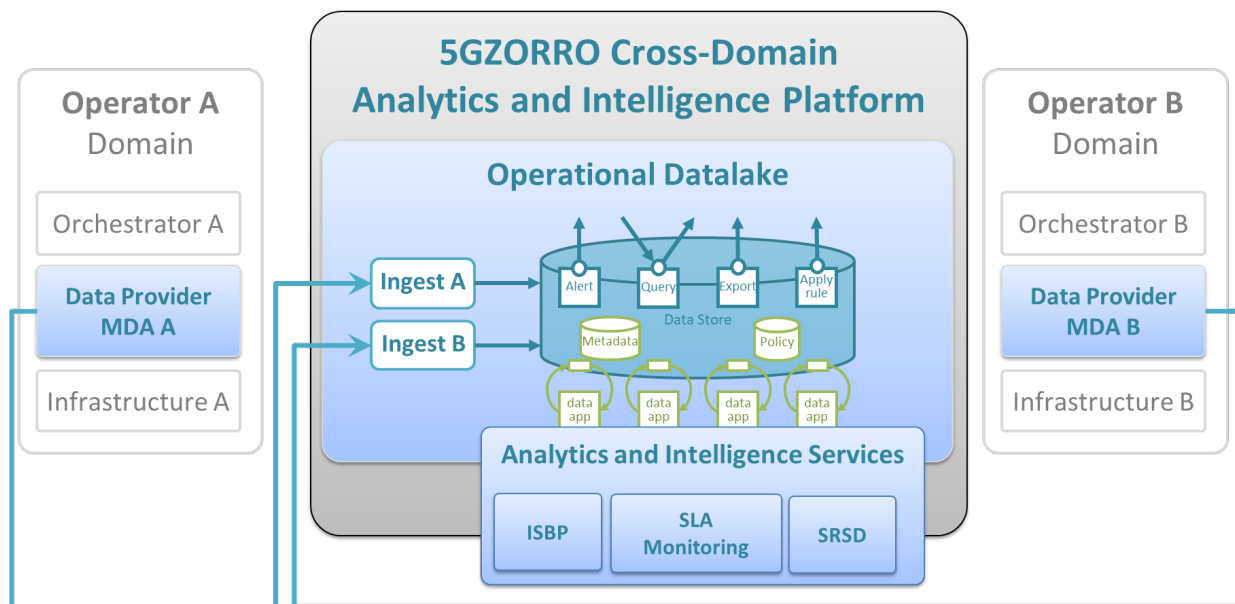 5GZORRO Cross-Domain
Analytics and Intelligence Platform
Operator A
Domain
Orchestrator A
Data Provider
MDA A
Infrastructure A
Operational Datalake
Ingest A
Ingest B
Alert
Query
Export
Apply
rule
Data Store
Metadata
Policy
data
app
data
app
data
app
data
app
Analytics and Intelligence Services
ISBP
SLA
Monitoring
SRSD
Operator B
Domain
Orchestrator B
Data Provider
MDA B
Infrastructure B